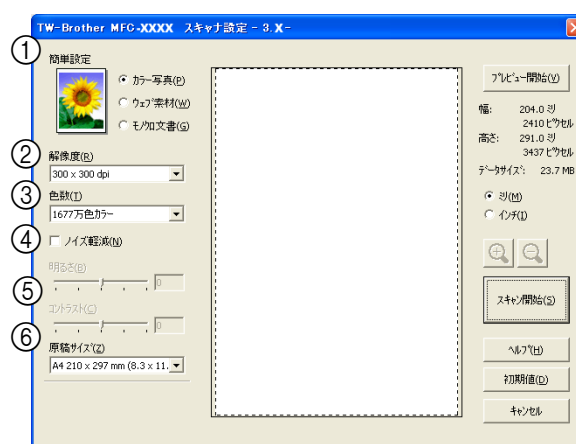 TW-Brother MFC-XXXX スキャナ設定 - 3.X-
① 簡単設定
カラー写真(P)
ウェブ素材(W)
モノクロ文書(G)
② 解像度(R)
300 x 300 dpi
③ 色数(T)
1677万色カラー
④ ノイズ軽減(N)
明るさ(B)
⑤ 0
コントラスト(C)
0
⑥ 原稿サイズ(Z)
A4 210 x 297 mm (8.3 x 11.
プレビュー開始(V)
幅: 204.0 ミリ
2410 ピクセル
高さ: 291.0 ミリ
3437 ピクセル
データサイズ: 23.7 MB
ミリ(M)
インチ(I)
スキャン開始(S)
ヘルプ(H)
初期値(D)
キャンセル